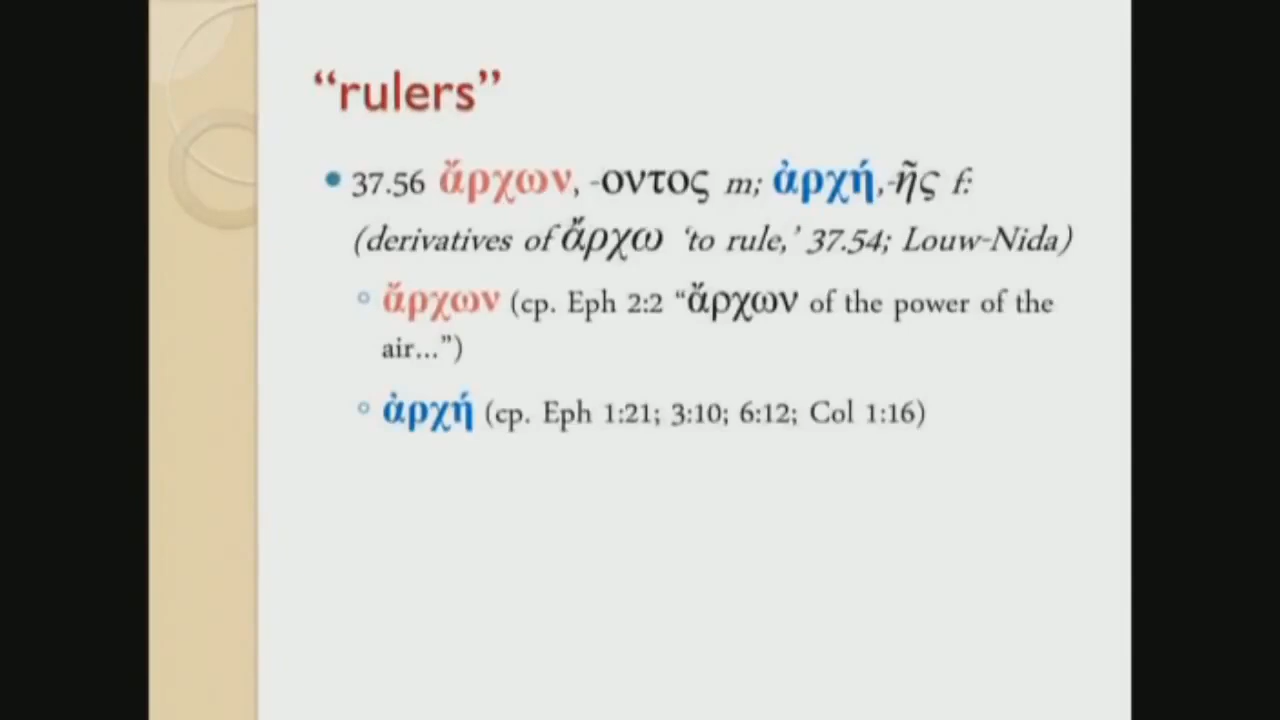 “rulers”
37.56 ἄρχων, -οντος m; ἀρχή,-ῆς f:
(derivatives of ἄρχω ‘to rule,’ 37.54; Louw-Nida)
ἄρχων (cp. Eph 2:2 “ἄρχων of the power of the
air...”)
ἀρχή (cp. Eph 1:21; 3:10; 6:12; Col 1:16)